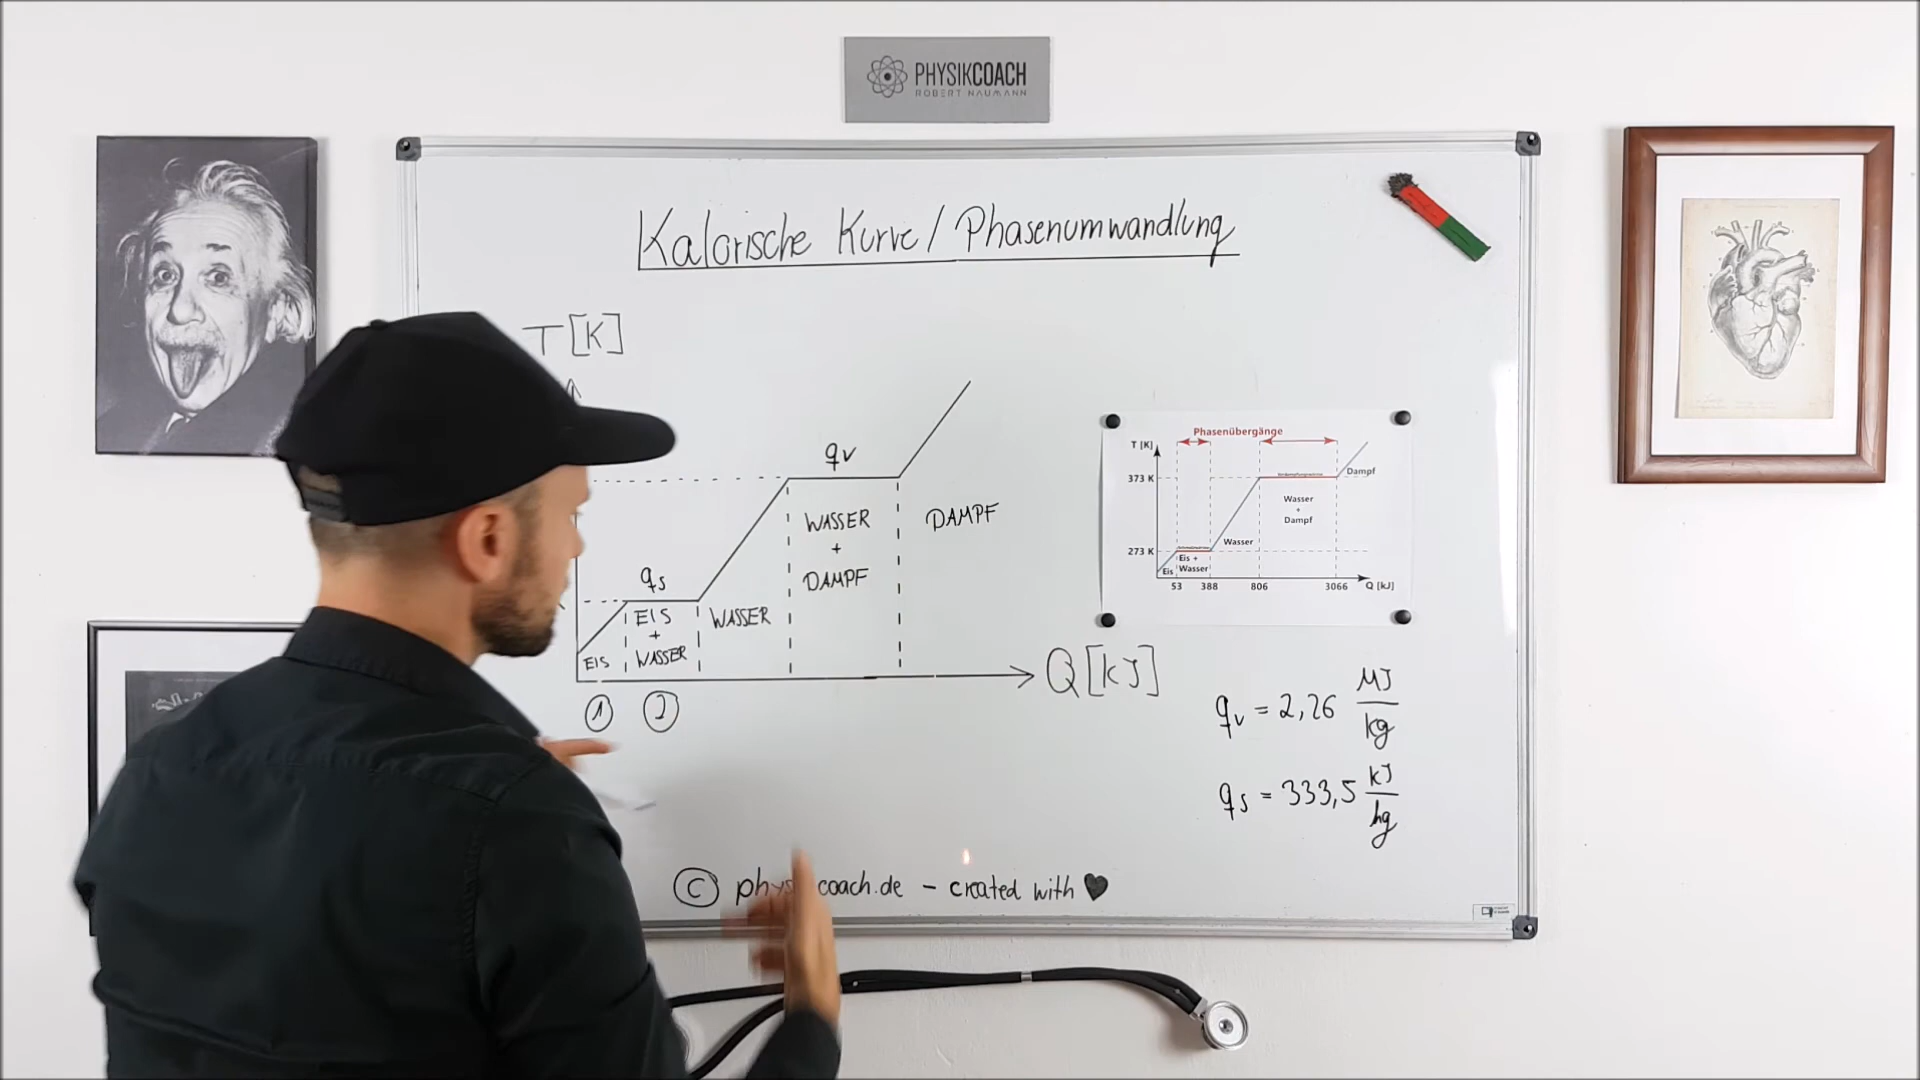 PHYSIKCOACH
ROBERT NAUMANN
Kalorische Kurve / Phasenumwandlung
T [K]
qv
qs
EIS
EIS
+
WASSER
WASSER
WASSER
+
DAMPF
DAMPF
Q [kJ]
1 2
Phasenübergänge
T [K]
373 K
273 K
Eis
Eis +
Wasser
Wasser
Wasser
+
Dampf
Dampf
53 388 806 3066 Q [kJ]
qv = 2,26 MJ/kg
qs = 333,5 kJ/kg
© physikcoach.de - created with ♥